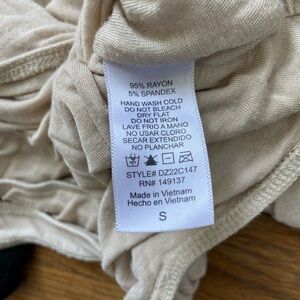 95% RAYON
5% SPANDEX
HAND WASH COLD
DO NOT BLEACH
DRY FLAT
DO NOT IRON
LAVE FRIO A MANO
NO USAR CLORO
SECAR EXTENDIDO
NO PLANCHAR
STYLE# DZ22C147
RN# 149137
Made in Vietnam
Hecho en Vietnam
S